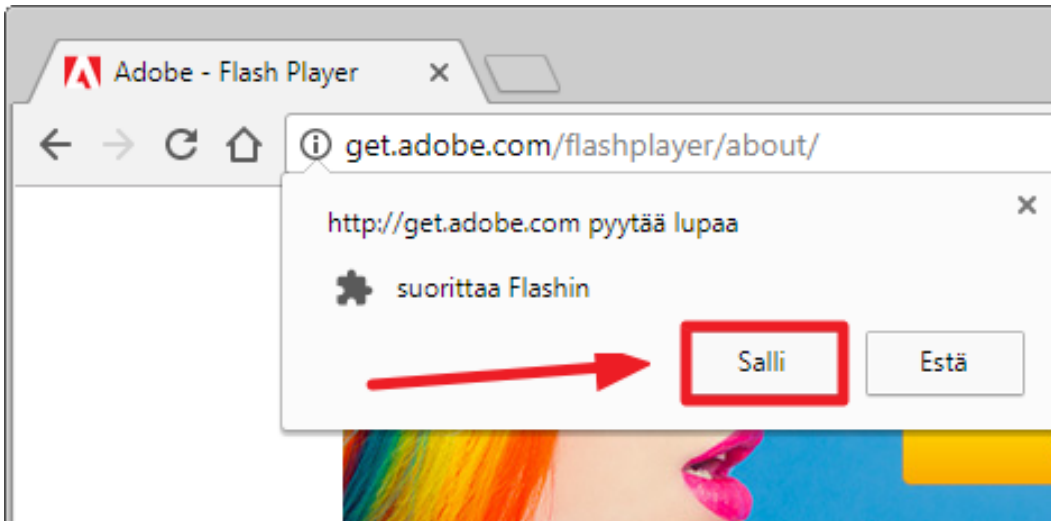 Adobe - Flash Player
get.adobe.com/flashplayer/about/
http://get.adobe.com pyytää lupaa
suorittaa Flashin
Salli Estä